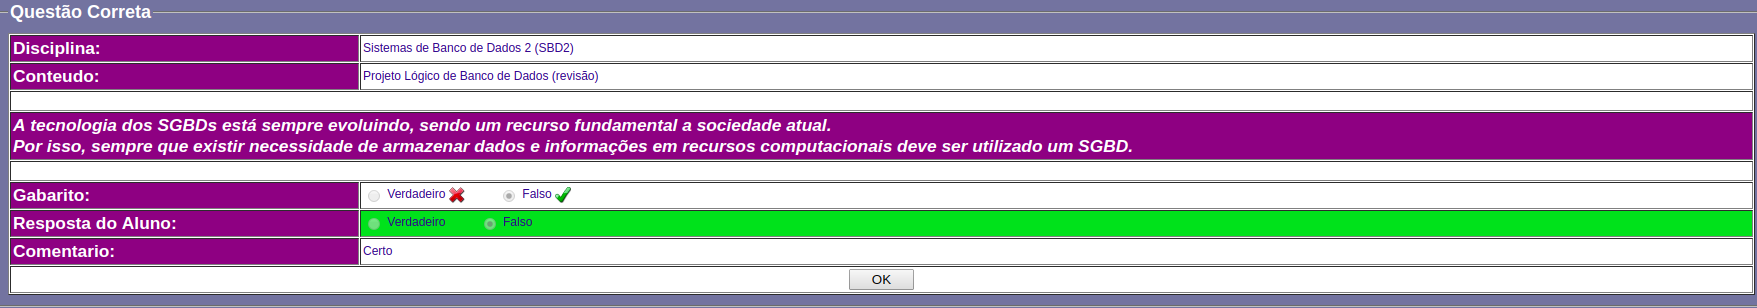 Questão Correta
Disciplina: Sistemas de Banco de Dados 2 (SBD2)
Conteudo: Projeto Lógico de Banco de Dados (revisão)
A tecnologia dos SGBDs está sempre evoluindo, sendo um recurso fundamental a sociedade atual.
Por isso, sempre que existir necessidade de armazenar dados e informações em recursos computacionais deve ser utilizado um SGBD.
Gabarito: Verdadeiro Falso
Resposta do Aluno: Verdadeiro Falso
Comentario: Certo
OK